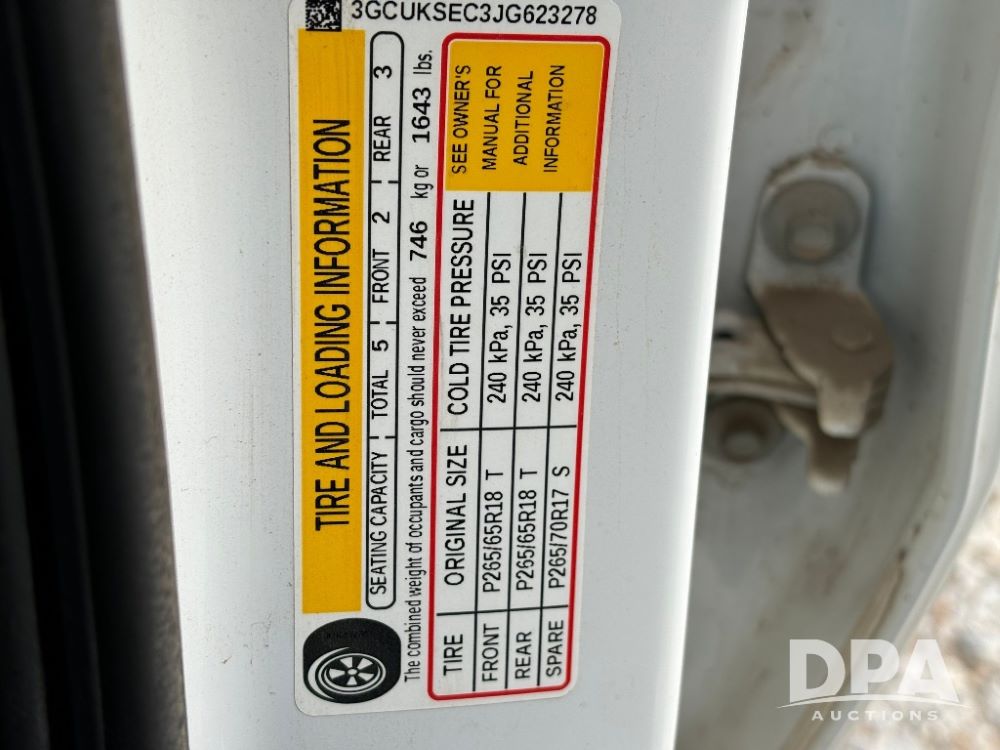 3GCUKSEC3JG623278
TIRE AND LOADING INFORMATION
SEATING CAPACITY TOTAL 5 FRONT 2 REAR 3
The combined weight of occupants and cargo should never exceed 746 kg or 1643 lbs.
TIRE ORIGINAL SIZE COLD TIRE PRESSURE SEE OWNER'S
FRONT P265/65R18 T 240 kPa, 35 PSI MANUAL FOR
REAR P265/65R18 T 240 kPa, 35 PSI ADDITIONAL
SPARE P265/70R17 S 240 kPa, 35 PSI INFORMATION
DPA
AUCTIONS